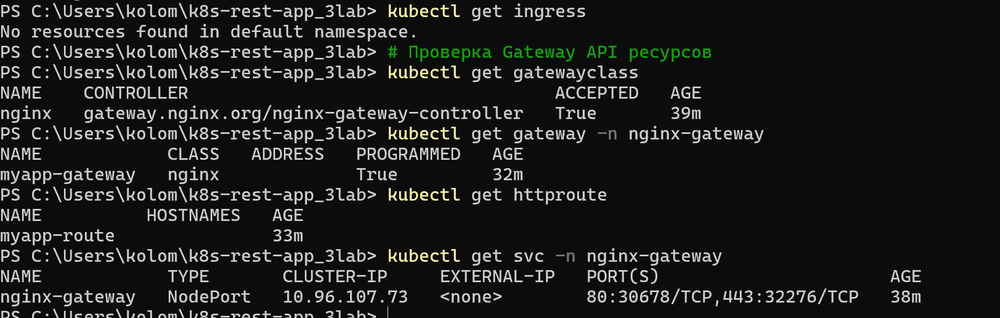 PS C:\Users\kolom\k8s-rest-app_3lab> kubectl get ingress
No resources found in default namespace.
PS C:\Users\kolom\k8s-rest-app_3lab> # Проверка Gateway API ресурсов
PS C:\Users\kolom\k8s-rest-app_3lab> kubectl get gatewayclass
NAME    CONTROLLER                                   ACCEPTED   AGE
nginx   gateway.nginx.org/nginx-gateway-controller   True       39m
PS C:\Users\kolom\k8s-rest-app_3lab> kubectl get gateway -n nginx-gateway
NAME            CLASS   ADDRESS   PROGRAMMED   AGE
myapp-gateway   nginx             True         32m
PS C:\Users\kolom\k8s-rest-app_3lab> kubectl get httproute
NAME          HOSTNAMES   AGE
myapp-route               33m
PS C:\Users\kolom\k8s-rest-app_3lab> kubectl get svc -n nginx-gateway
NAME            TYPE       CLUSTER-IP     EXTERNAL-IP   PORT(S)                      AGE
nginx-gateway   NodePort   10.96.107.73   <none>        80:30678/TCP,443:32276/TCP   38m
PS C:\Users\kolom\k8s-rest-app_3lab>